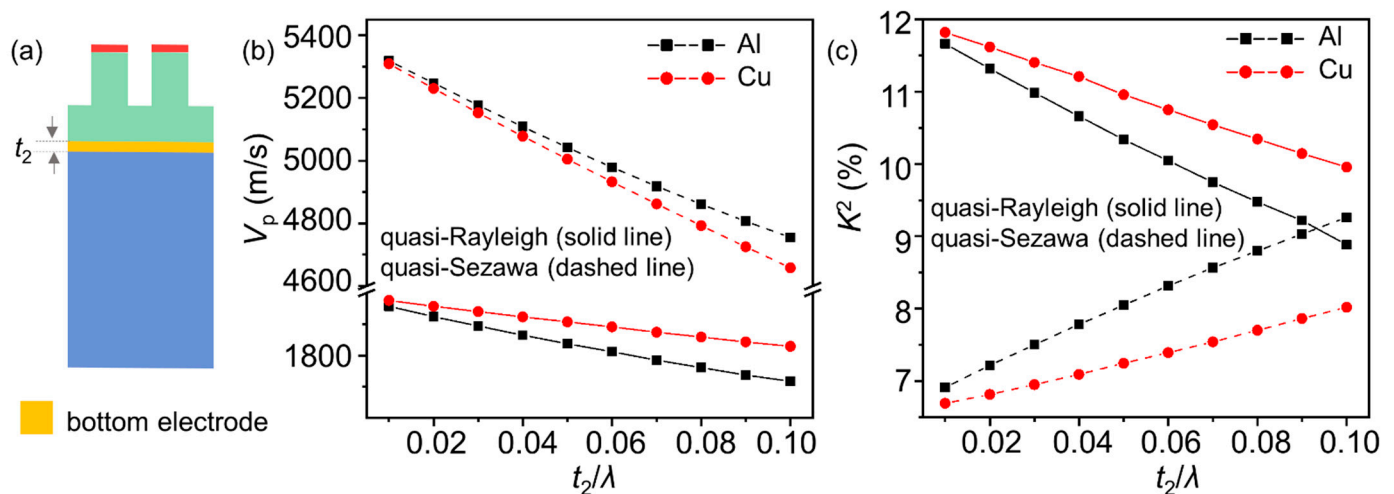 (a)
t₂
bottom electrode
(b)
Vₚ (m/s)
5400
5200
5000
4800
4600
1800
Al
Cu
quasi-Rayleigh (solid line)
quasi-Sezawa (dashed line)
0.02 0.04 0.06 0.08 0.10
t₂/λ
(c)
K² (%)
12
11
10
9
8
7
Al
Cu
quasi-Rayleigh (solid line)
quasi-Sezawa (dashed line)
0.02 0.04 0.06 0.08 0.10
t₂/λ